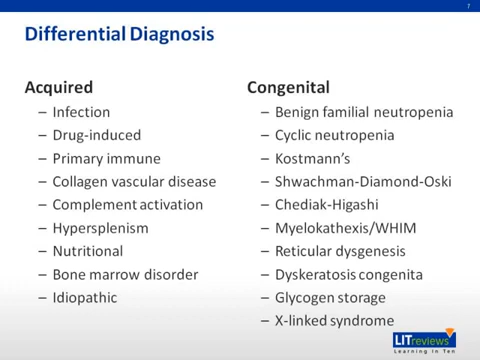 7
Differential Diagnosis
Acquired
– Infection
– Drug-induced
– Primary immune
– Collagen vascular disease
– Complement activation
– Hypersplenism
– Nutritional
– Bone marrow disorder
– Idiopathic
Congenital
– Benign familial neutropenia
– Cyclic neutropenia
– Kostmann's
– Shwachman-Diamond-Oski
– Chediak-Higashi
– Myelokathexis/WHIM
– Reticular dysgenesis
– Dyskeratosis congenita
– Glycogen storage
– X-linked syndrome
LITreviews
Learning in Ten